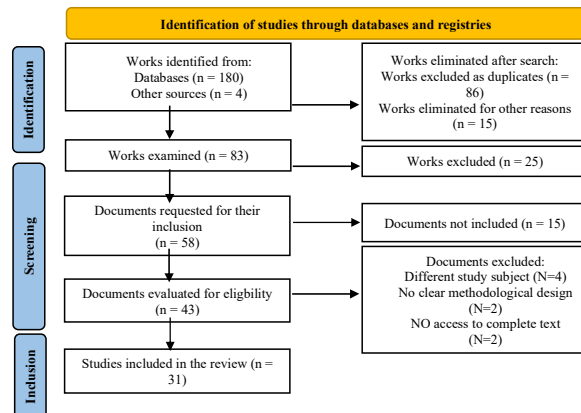 Identification of studies through databases and registries
Identification
Works identified from:
Databases (n = 180)
Other sources (n = 4)
Works eliminated after search:
Works excluded as duplicates (n =
86)
Works eliminated for other reasons
(n = 15)
Screening
Works examined (n = 83)
Works excluded (n = 25)
Documents requested for their
inclusion
(n = 58)
Documents not included (n = 15)
Documents evaluated for eligbility
(n = 43)
Documents excluded:
Different study subject (N=4)
No clear methodological design
(N=2)
NO access to complete text
(N=2)
Inclusion
Studies included in the review (n =
31)